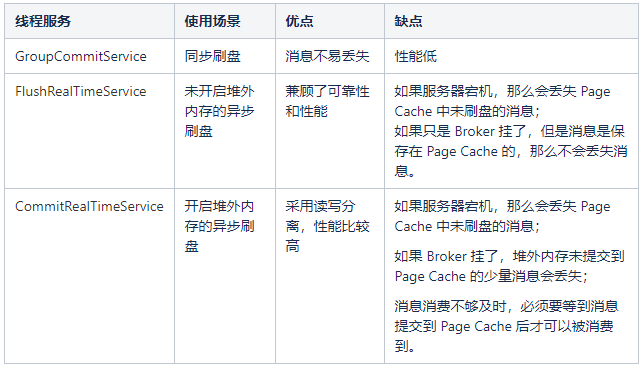 线程服务 使用场景 优点 缺点
GroupCommitService 同步刷盘 消息不易丢失 性能低
FlushRealTimeService 未开启堆外内存的异步刷盘 兼顾了可靠性和性能 如果服务器宕机，那么会丢失 Page
Cache 中未刷盘的消息；
如果只是 Broker 挂了，但是消息是保
存在 Page Cache 的，那么不会丢失消
息。
CommitRealTimeService 开启堆外内存的异步刷盘 采用读写分离，性能比较高 如果服务器宕机，那么会丢失 Page
Cache 中未刷盘的消息；
如果 Broker 挂了，堆外内存未提交到
Page Cache 的少量消息会丢失；
消息消费不够及时，必须要等到消息
提交到 Page Cache 后才可以被消费
到。